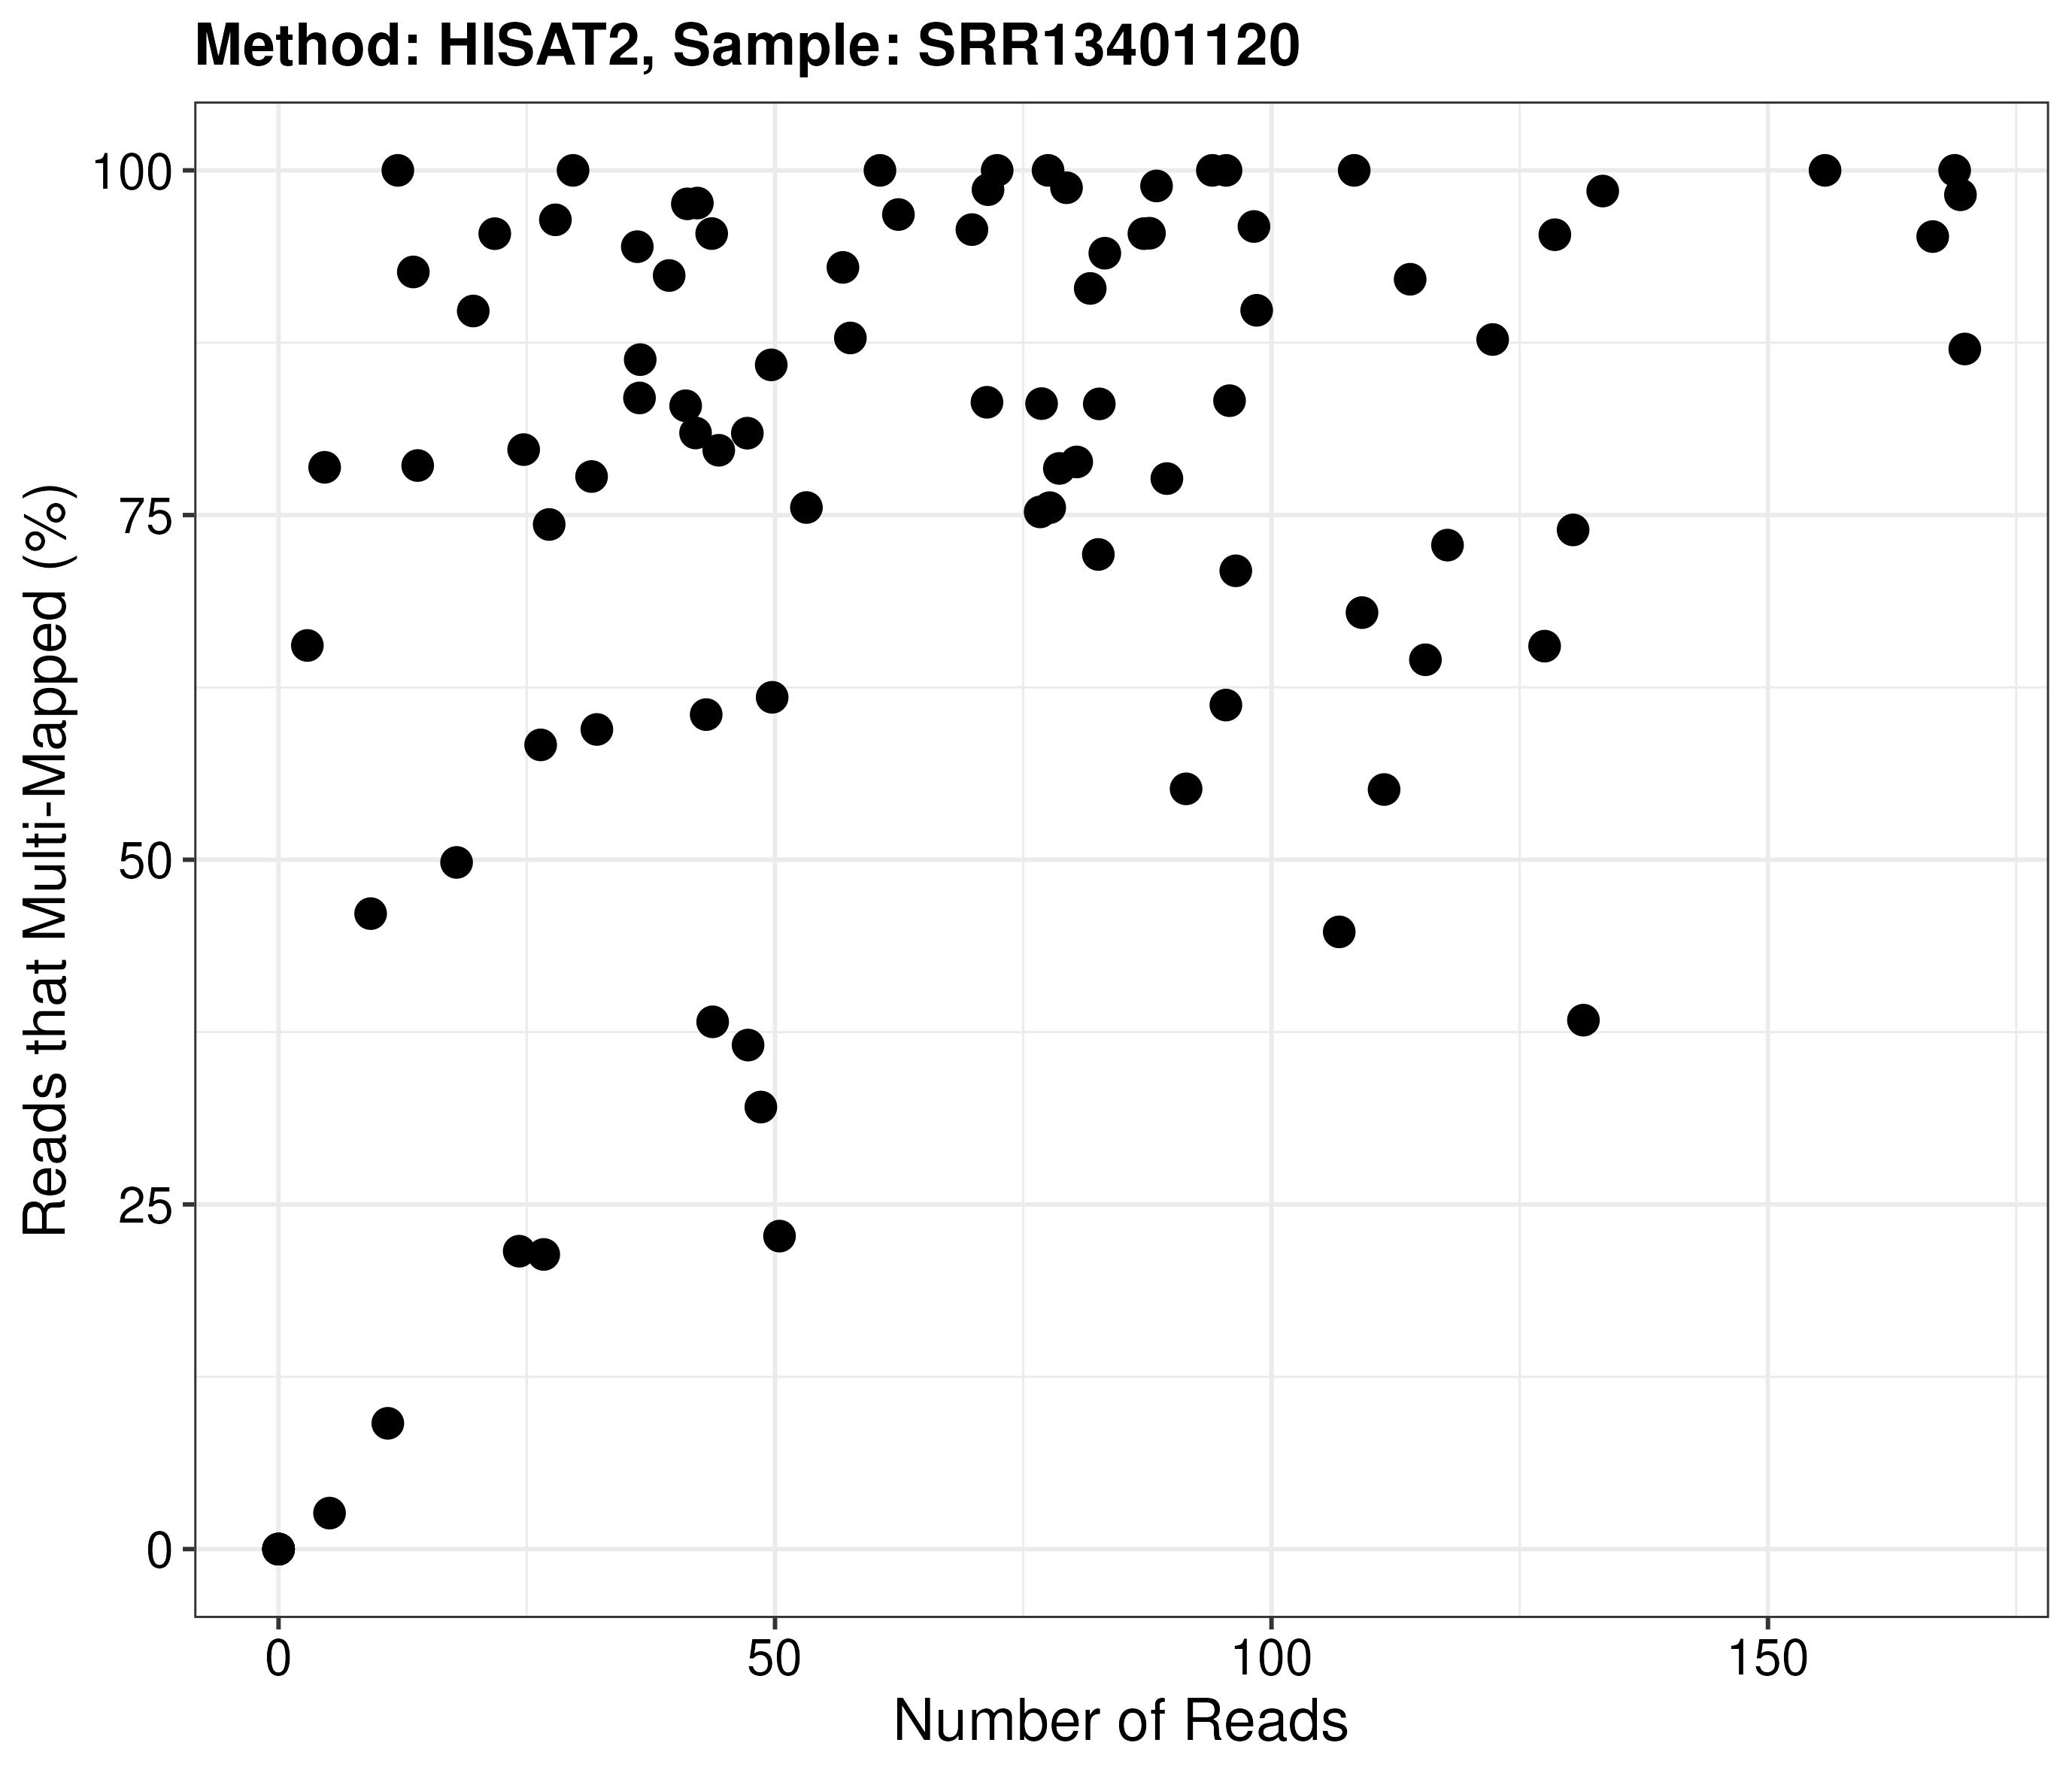 Method: HISAT2, Sample: SRR13401120
Reads that Multi-Mapped (%)
100
75
50
25
0
0 50 100 150
Number of Reads